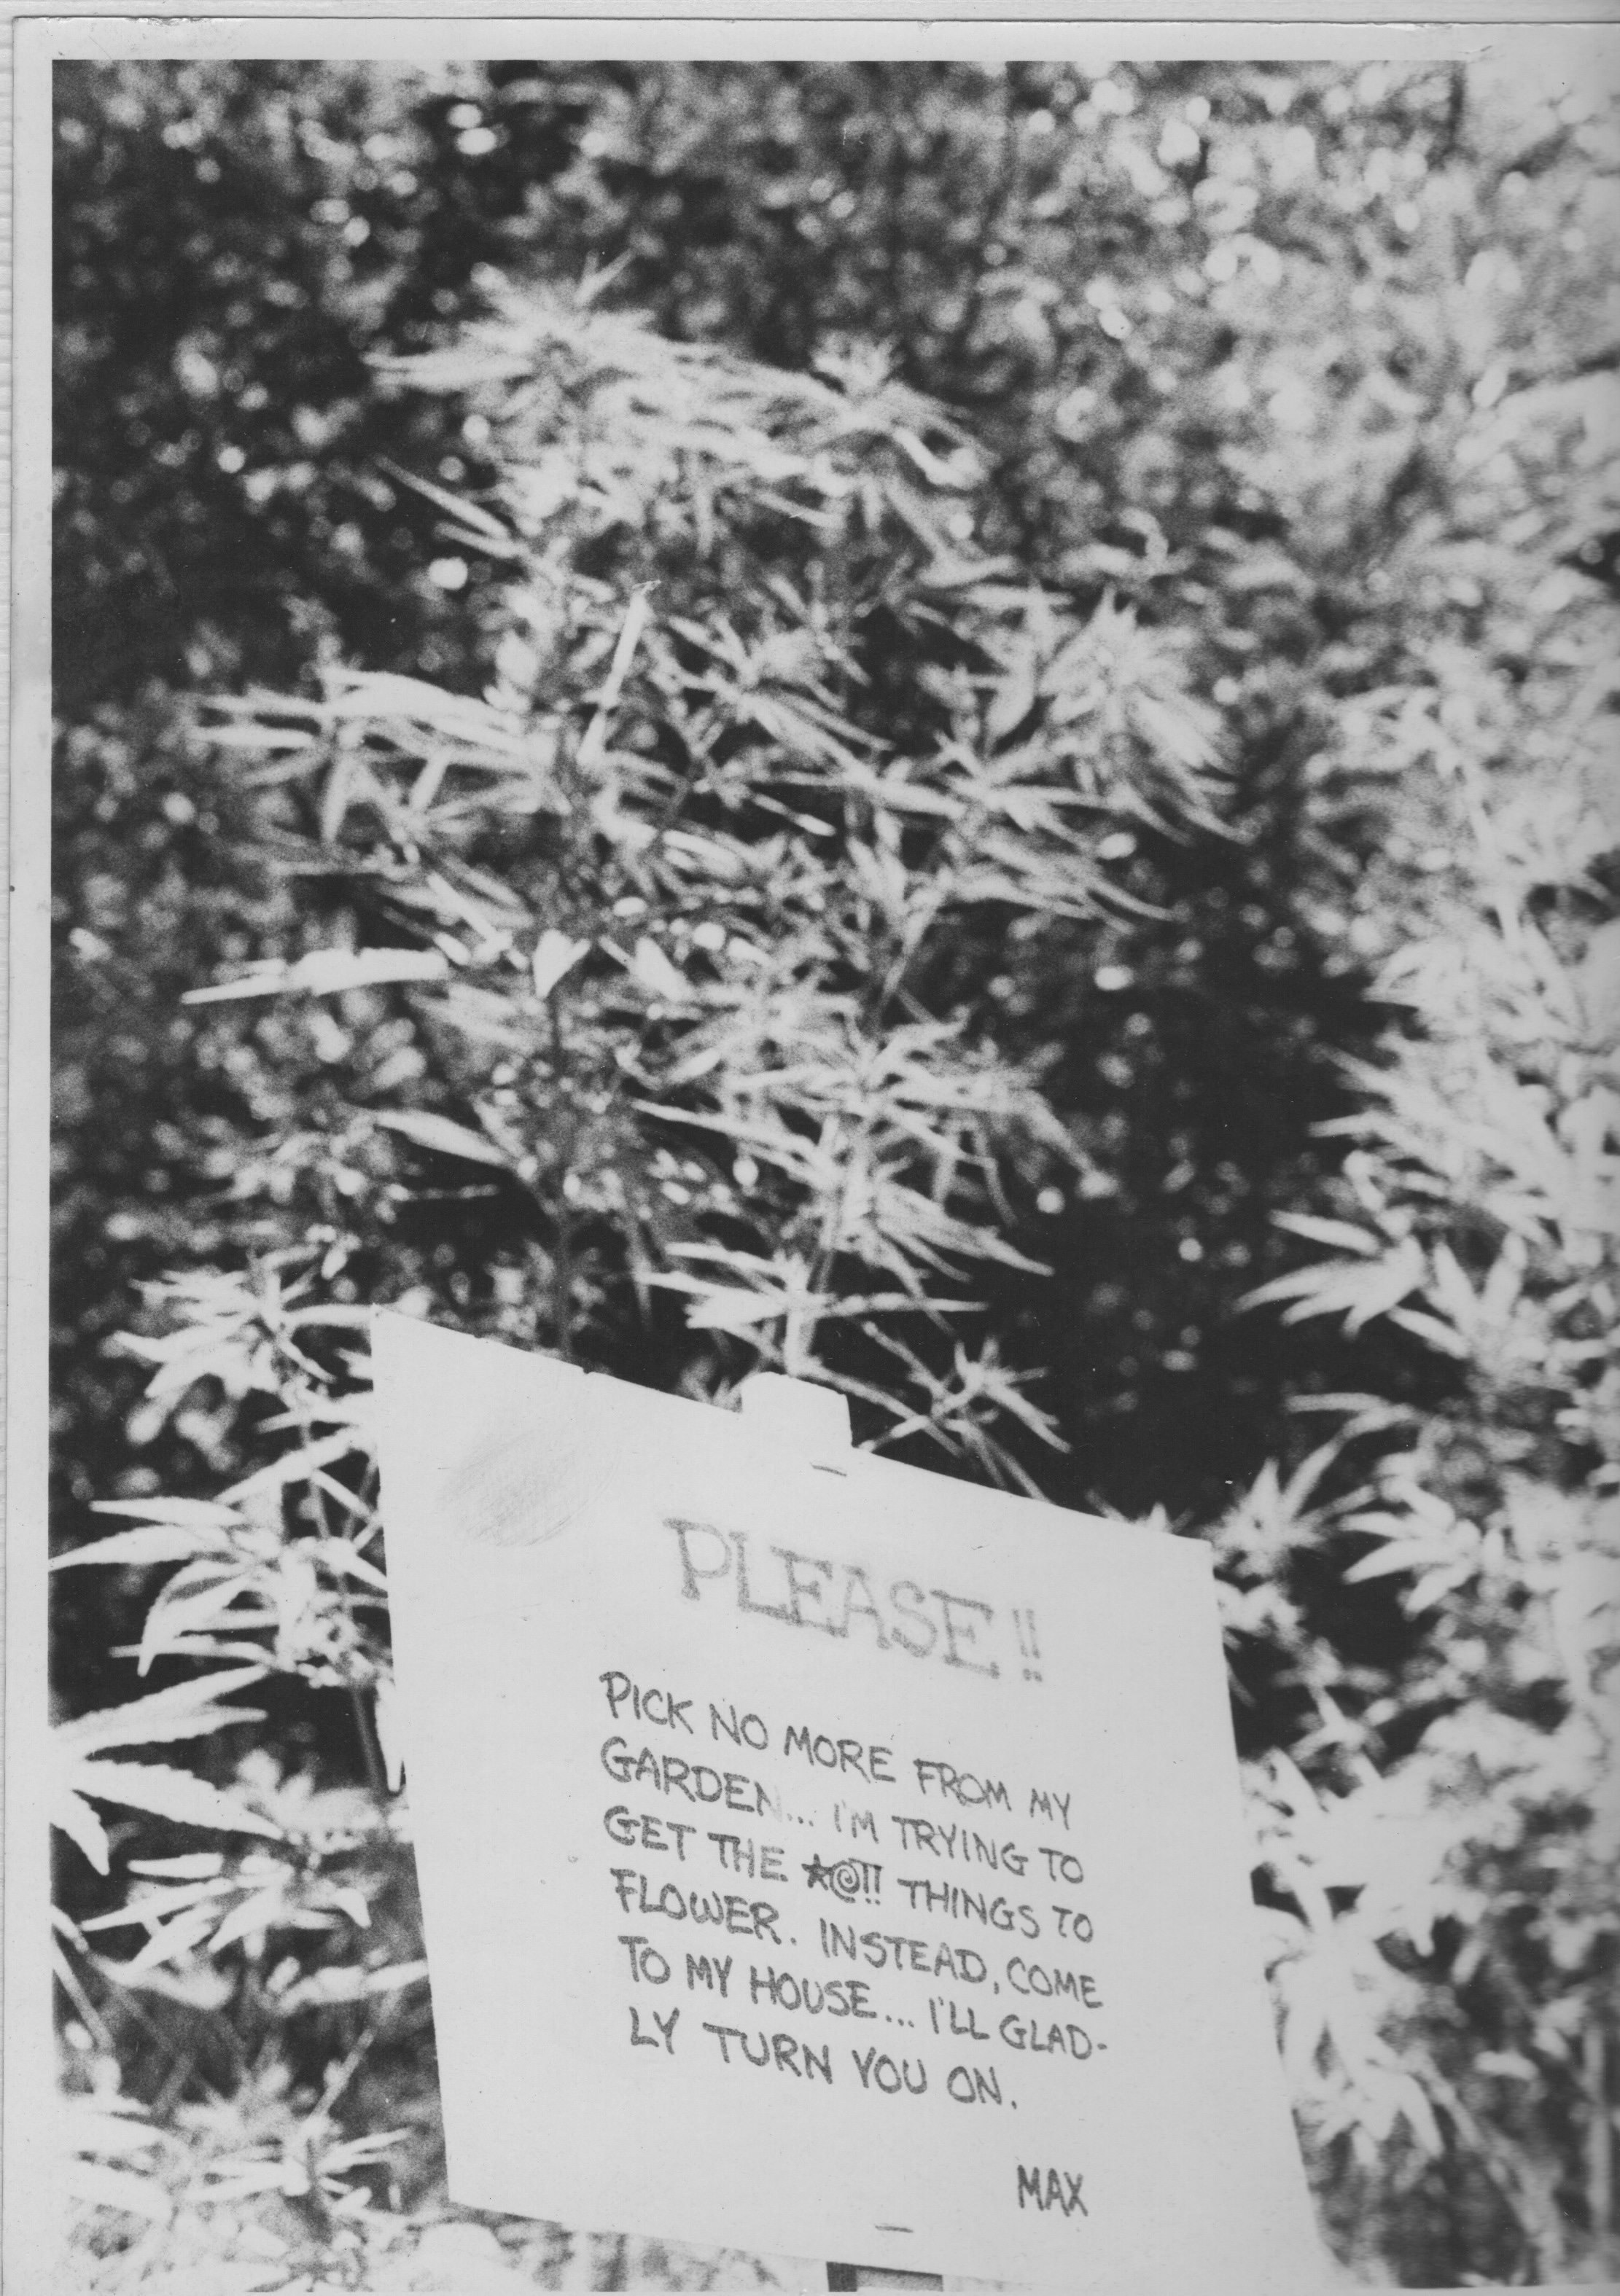 PLEASE!!
PICK NO MORE FROM MY
GARDEN... I'M TRYING TO
GET THE *@!! THINGS TO
FLOWER. INSTEAD, COME
TO MY HOUSE... I'LL GLAD-
LY TURN YOU ON.
MAX